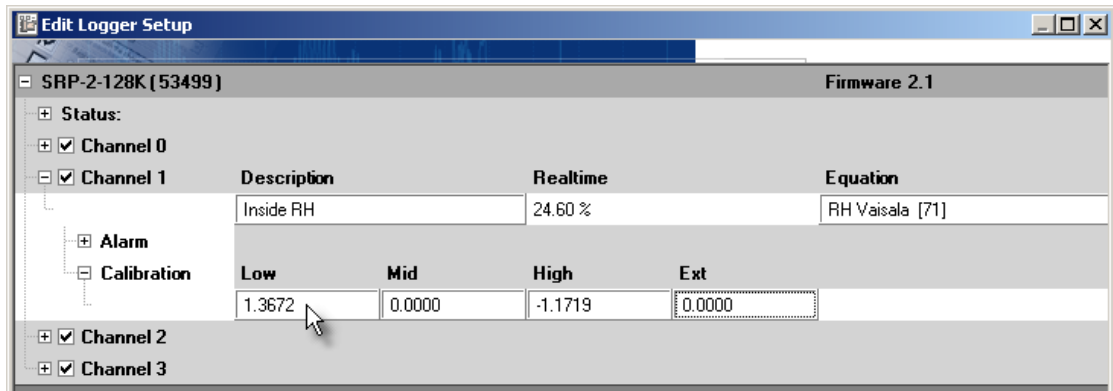 Edit Logger Setup
SRP-2-128K (53499) Firmware 2.1
Status:
Channel 0
Channel 1 Description Realtime Equation
Inside RH 24.60 % RH Vaisala [71]
Alarm
Calibration Low Mid High Ext
1.3672 0.0000 -1.1719 0.0000
Channel 2
Channel 3